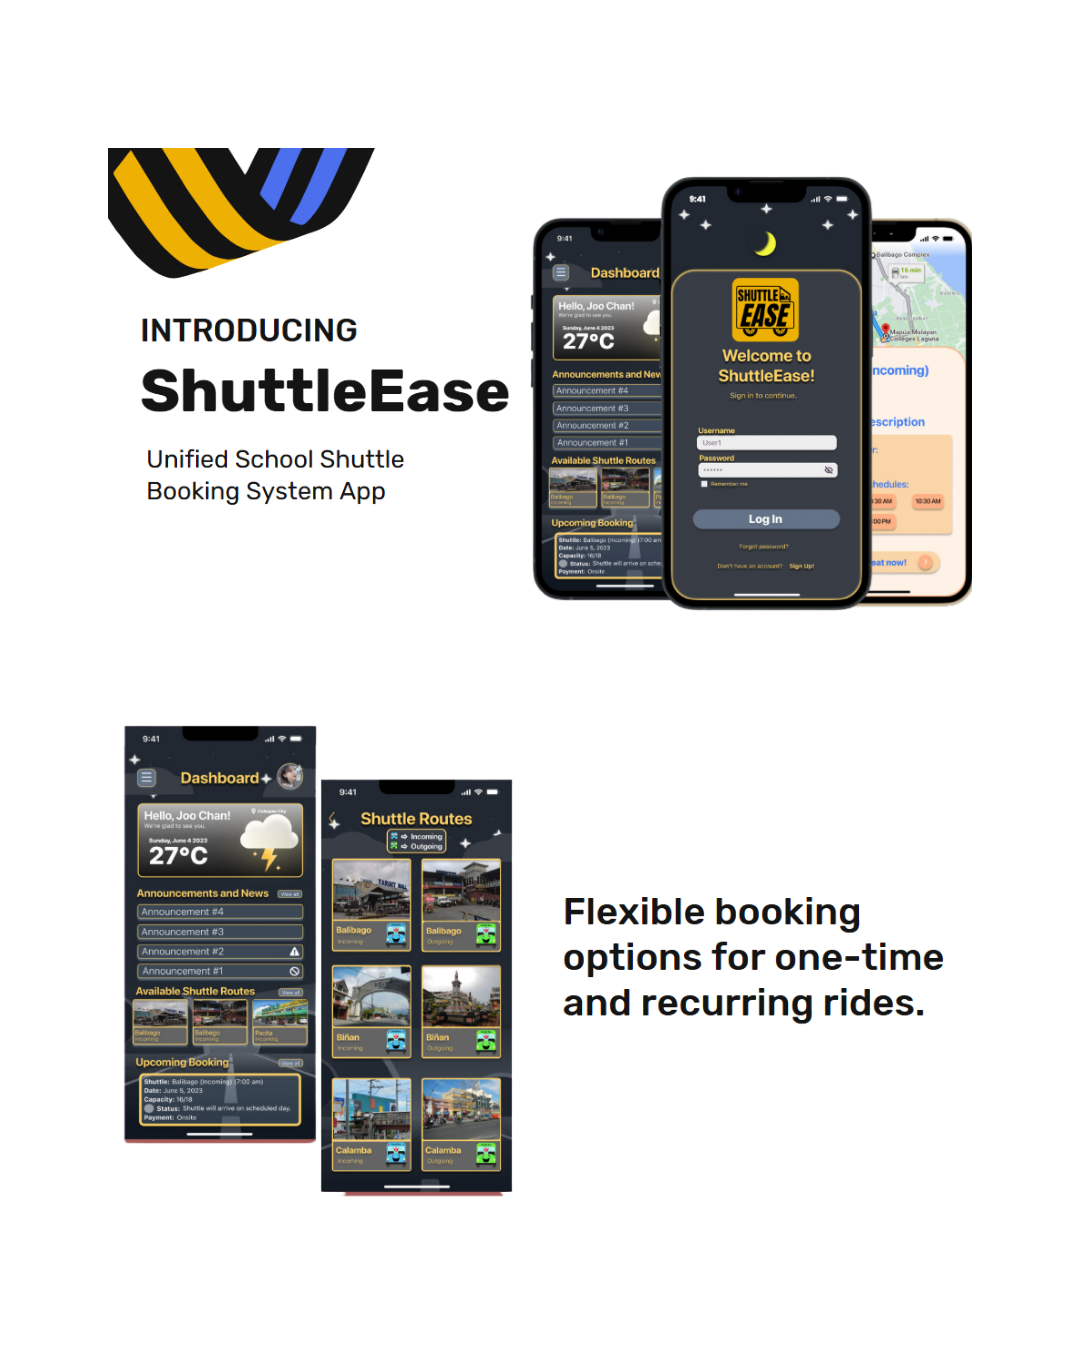 INTRODUCING
ShuttleEase
Unified School Shuttle
Booking System App
9:41
Dashboard
Hello, Joo Chan!
We're glad to see you.
Sunday, June 4 2023
27°C
Announcements and New
Announcement #4
Announcement #3
Announcement #2
Announcement #1
Available Shuttle Routes
Balibago
Incoming
Balibago
Incoming
Upcoming Booking
Shuttle: Balibago (Incoming) (7:00 am
Date: June 5, 2023
Capacity: 16/18
Status: Shuttle will arrive on sche
Payment: Onsite
9:41
SHUTTLE
EASE
Welcome to
ShuttleEase!
Sign in to continue.
Username
User1
Password
••••••
Remember me
Log In
Forgot password?
Don't have an account? Sign Up!
Balibago Complex
16 min
Mapúa Malayan
Colleges Laguna
ncoming)
escription
r:
hedules:
:30 AM
10:30 AM
:00 PM
eat now!
9:41
Dashboard
Hello, Joo Chan!
We're glad to see you.
Sunday, June 4 2023
27°C
Announcements and News
View all
Announcement #4
Announcement #3
Announcement #2
Announcement #1
Available Shuttle Routes
View all
Balibago
Incoming
Balibago
Incoming
Pacita
Incoming
Upcoming Booking
View all
Shuttle: Balibago (Incoming) (7:00 am)
Date: June 5, 2023
Capacity: 16/18
Status: Shuttle will arrive on scheduled day.
Payment: Onsite
9:41
Shuttle Routes
Incoming
Outgoing
TARGET MALL
Balibago
Incoming
Balibago
Outgoing
Biñan
Incoming
Biñan
Outgoing
Calamba
Incoming
Calamba
Outgoing
Flexible booking
options for one-time
and recurring rides.